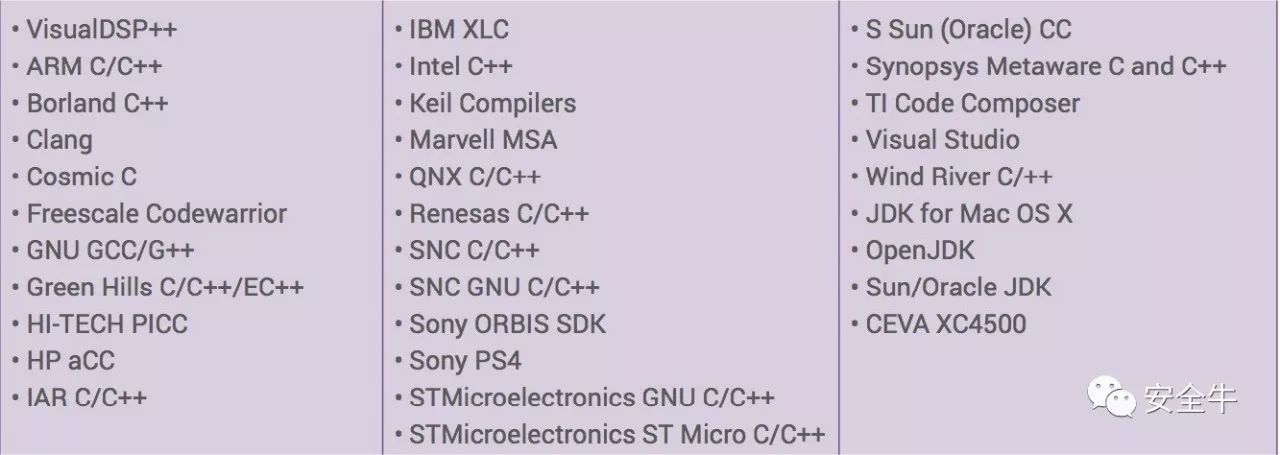 • VisualDSP++
• ARM C/C++
• Borland C++
• Clang
• Cosmic C
• Freescale Codewarrior
• GNU GCC/G++
• Green Hills C/C++/EC++
• HI-TECH PICC
• HP aCC
• IAR C/C++
• IBM XLC
• Intel C++
• Keil Compilers
• Marvell MSA
• QNX C/C++
• Renesas C/C++
• SNC C/C++
• SNC GNU C/C++
• Sony ORBIS SDK
• Sony PS4
• STMicroelectronics GNU C/C++
• STMicroelectronics ST Micro C/C++
• S Sun (Oracle) CC
• Synopsys Metaware C and C++
• TI Code Composer
• Visual Studio
• Wind River C/++
• JDK for Mac OS X
• OpenJDK
• Sun/Oracle JDK
• CEVA XC4500
安全牛